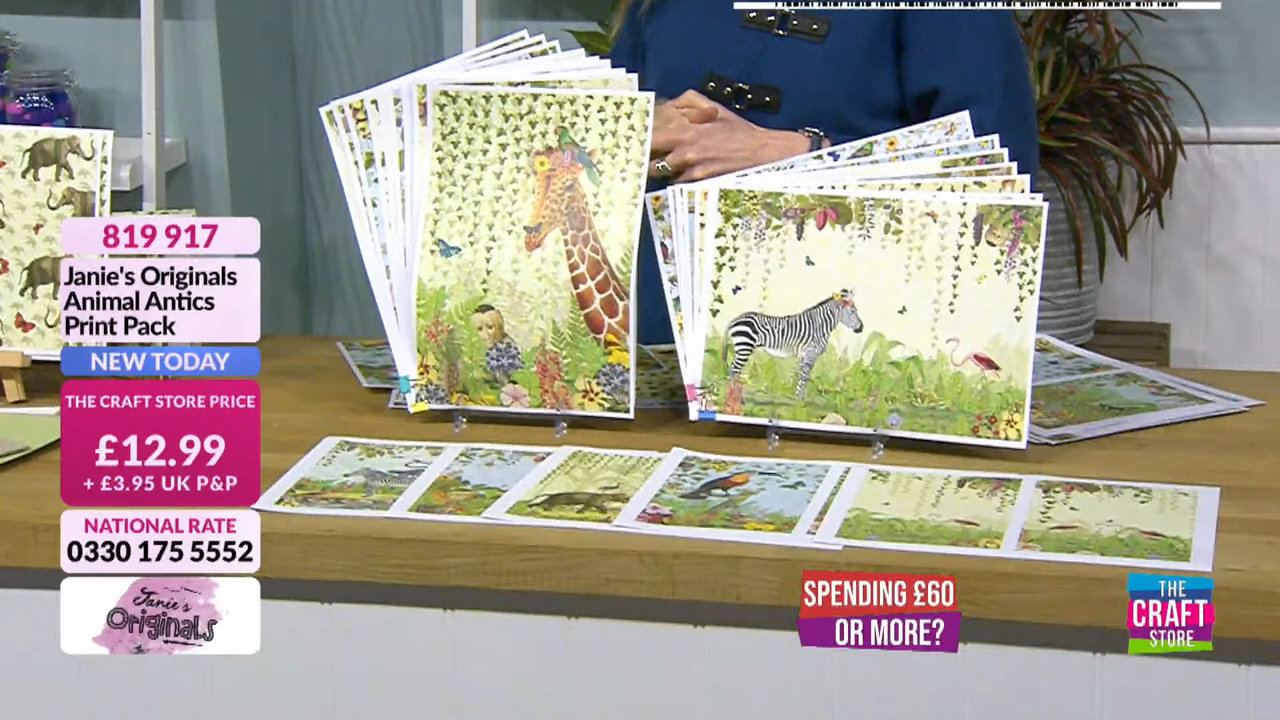 819 917
Janie's Originals
Animal Antics
Print Pack
NEW TODAY
THE CRAFT STORE PRICE
£12.99
+ £3.95 UK P&P
NATIONAL RATE
0330 175 5552
Janie's
Originals
SPENDING £60
OR MORE?
THE
CRAFT
STORE